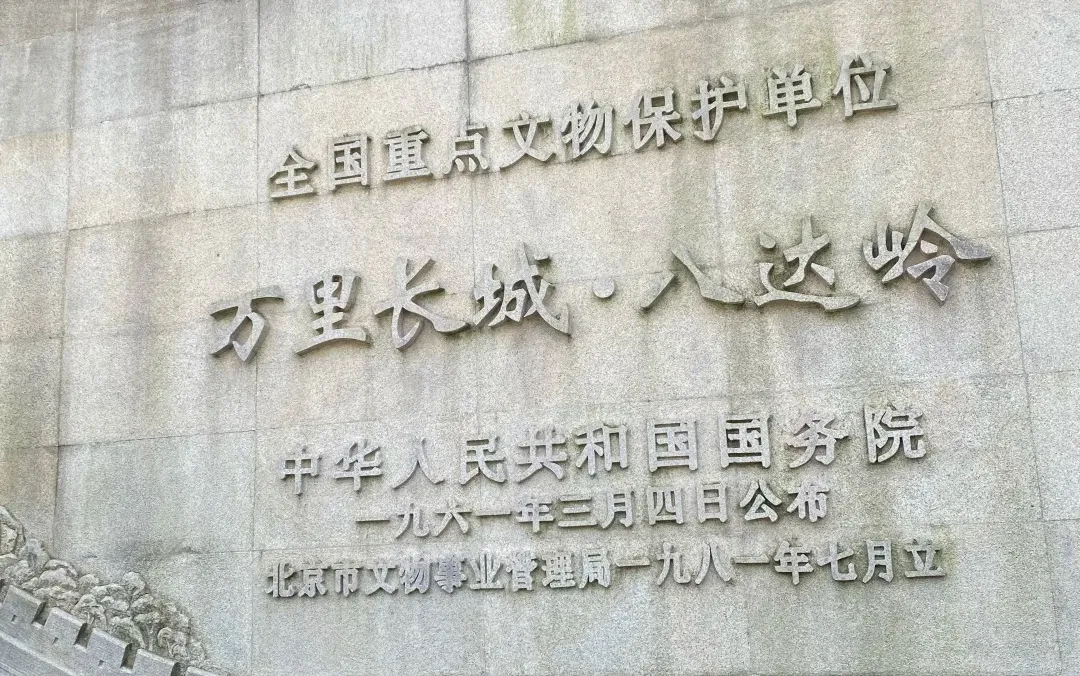 全国重点文物保护单位
万里长城·八达岭
中华人民共和国国务院
一九六一年三月四日公布
北京市文物事业管理局一九八一年七月立